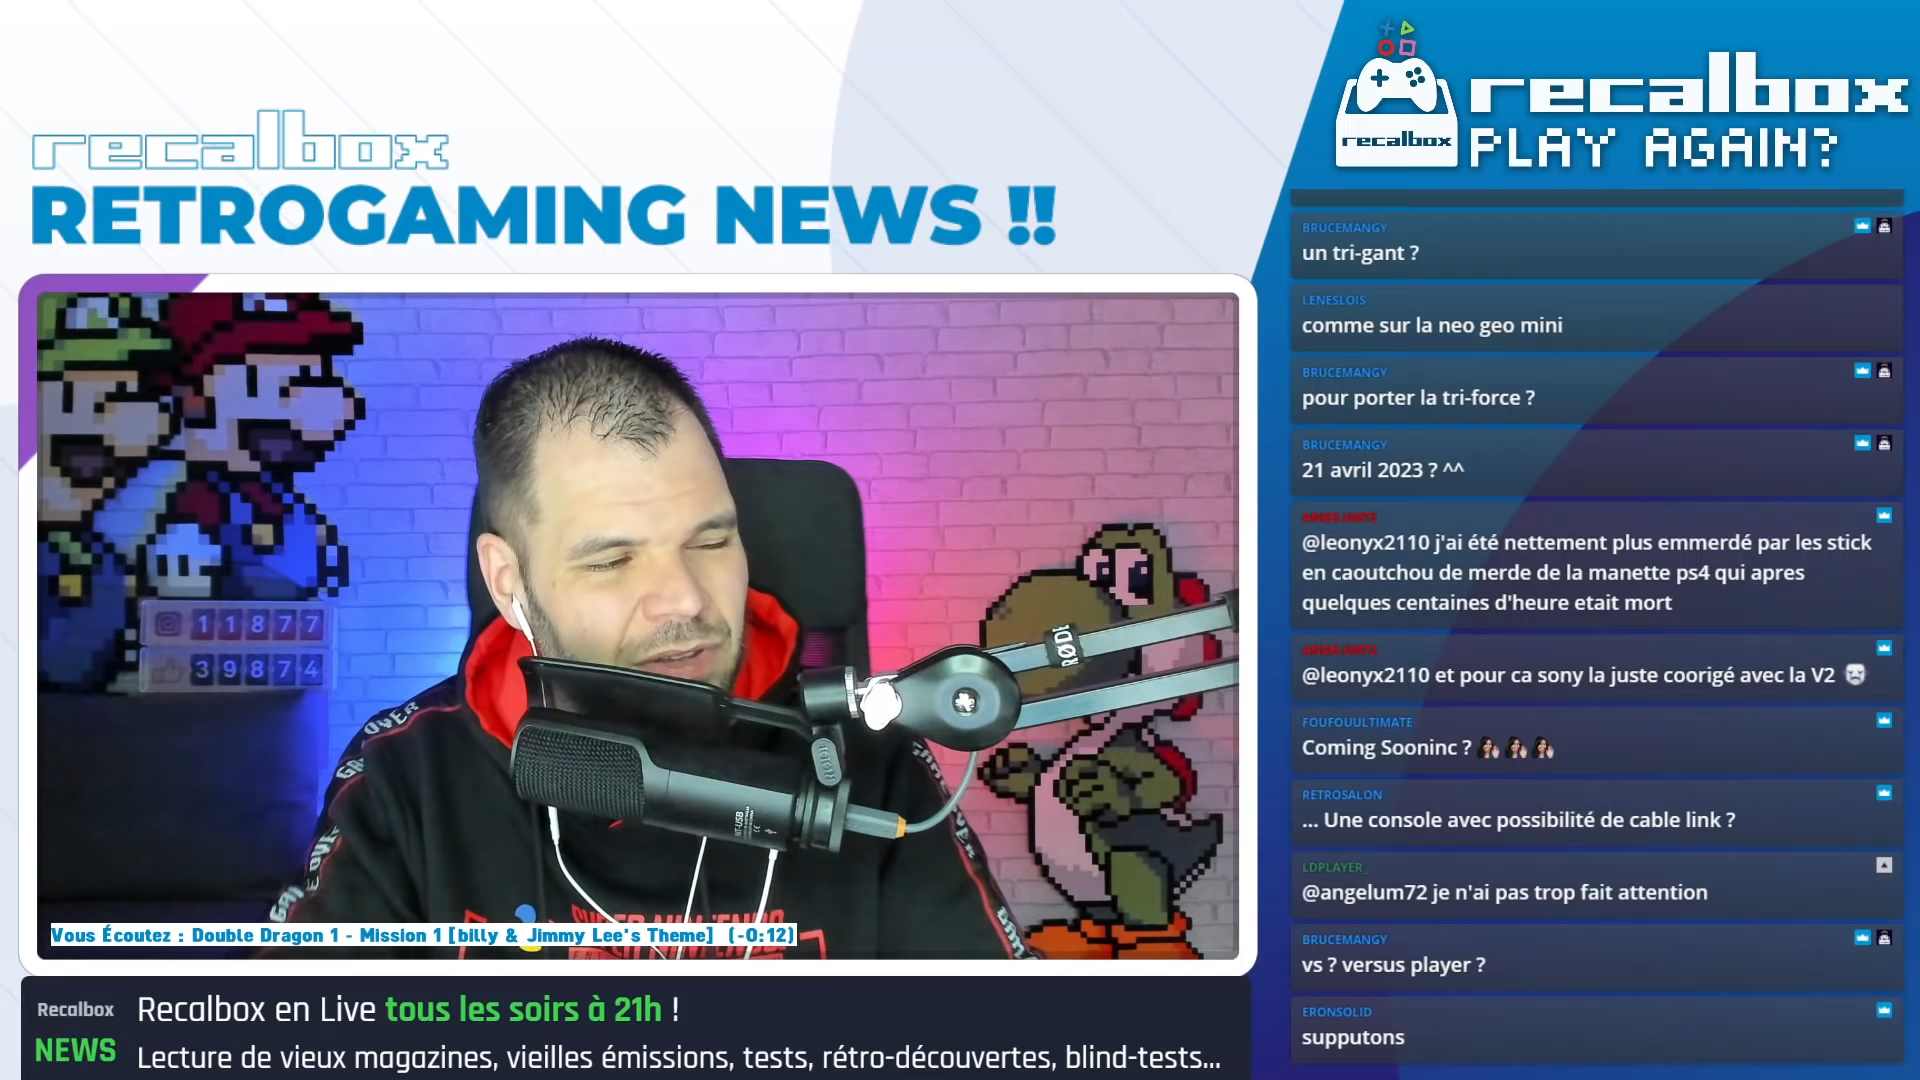 recalbox
RETROGAMING NEWS !!
11877
39874
RØDE
NT-USB
OVER
Vous Écoutez : Double Dragon 1 - Mission 1 [billy & Jimmy Lee's Theme] (-0:12)
Recalbox
NEWS
Recalbox en Live tous les soirs à 21h !
Lecture de vieux magazines, vieilles émissions, tests, rétro-découvertes, blind-tests...
recalbox
recalbox
PLAY AGAIN?
BRUCEMANGY
un tri-gant ?
LENESLOIS
comme sur la neo geo mini
BRUCEMANGY
pour porter la tri-force ?
BRUCEMANGY
21 avril 2023 ? ^^
ANGELUM72
@leonyx2110 j'ai été nettement plus emmerdé par les stick
en caoutchou de merde de la manette ps4 qui apres
quelques centaines d'heure etait mort
ANGELUM72
@leonyx2110 et pour ca sony la juste coorigé avec la V2
FOUFOUULTIMATE
Coming Sooninc ?
RETROSALON
... Une console avec possibilité de cable link ?
LDPLAYER_
@angelum72 je n'ai pas trop fait attention
BRUCEMANGY
vs ? versus player ?
ERONSOLID
supputons